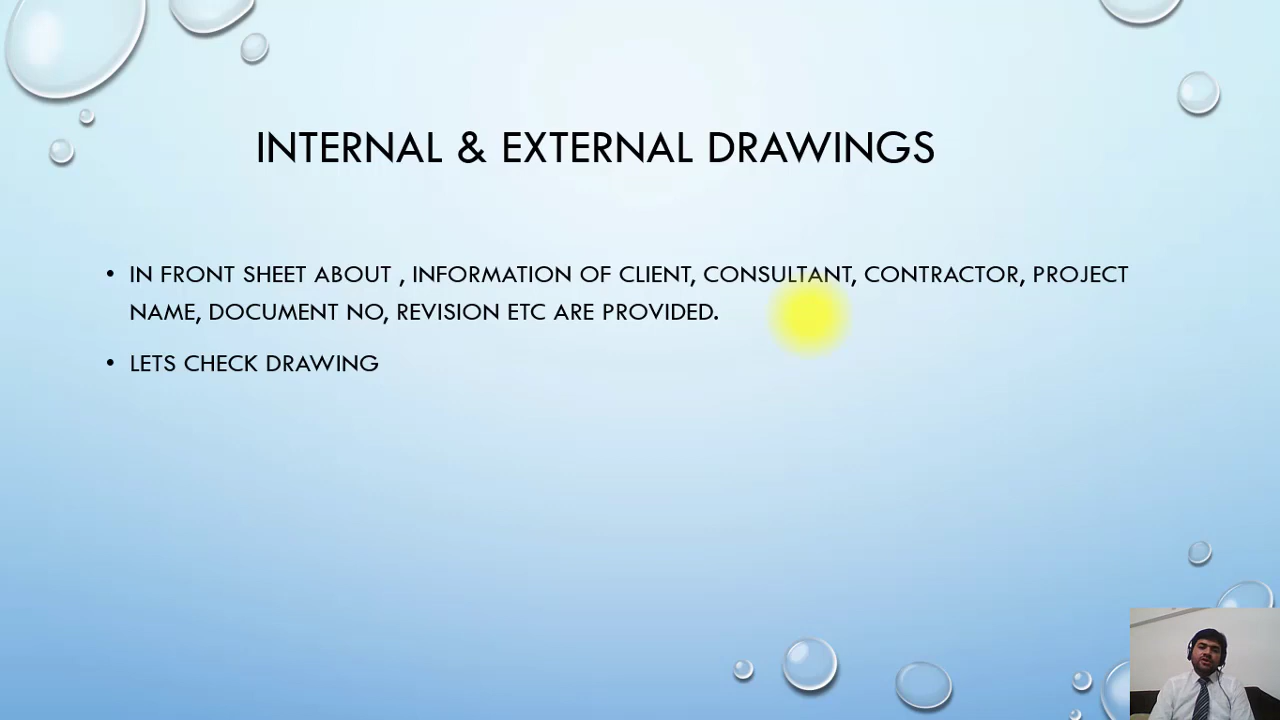 INTERNAL & EXTERNAL DRAWINGS
• IN FRONT SHEET ABOUT , INFORMATION OF CLIENT, CONSULTANT, CONTRACTOR, PROJECT
NAME, DOCUMENT NO, REVISION ETC ARE PROVIDED.
• LETS CHECK DRAWING